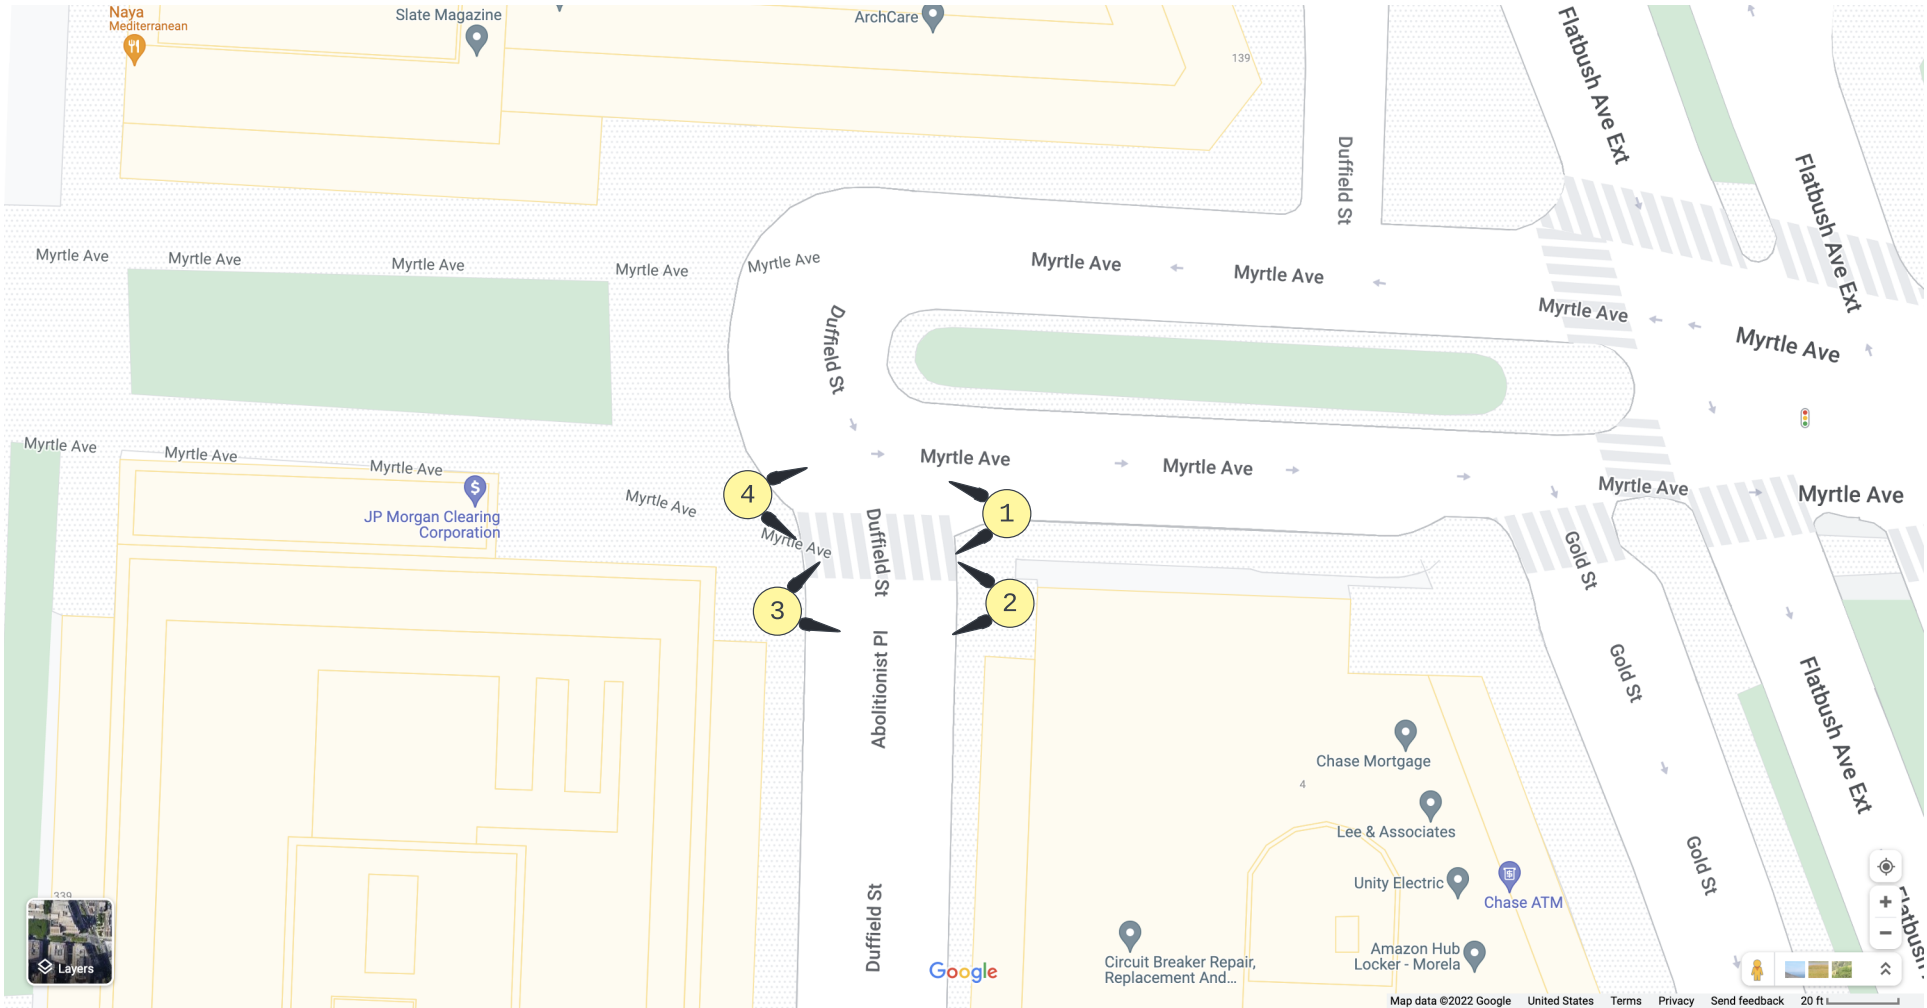 Naya
Mediterranean
Slate Magazine
ArchCare
139
Flatbush Ave Ext
Flatbush Ave Ext
Duffield St
Myrtle Ave
Myrtle Ave
Myrtle Ave
Myrtle Ave
Myrtle Ave
Myrtle Ave
Myrtle Ave
Myrtle Ave
Myrtle Ave
Duffield St
Myrtle Ave
Myrtle Ave
Myrtle Ave
Myrtle Ave
Myrtle Ave
Myrtle Ave
Myrtle Ave
Myrtle Ave
Myrtle Ave
JP Morgan Clearing
Corporation
4
1
Myrtle Ave
Duffield St
Gold St
3
2
Abolitionist Pl
Gold St
Flatbush Ave Ext
Chase Mortgage
4
Lee & Associates
Gold St
Unity Electric
Chase ATM
339
Duffield St
Flatbush
Circuit Breaker Repair,
Replacement And...
Amazon Hub
Locker - Morela
Layers
Google
Map data ©2022 Google United States Terms Privacy Send feedback 20 ft